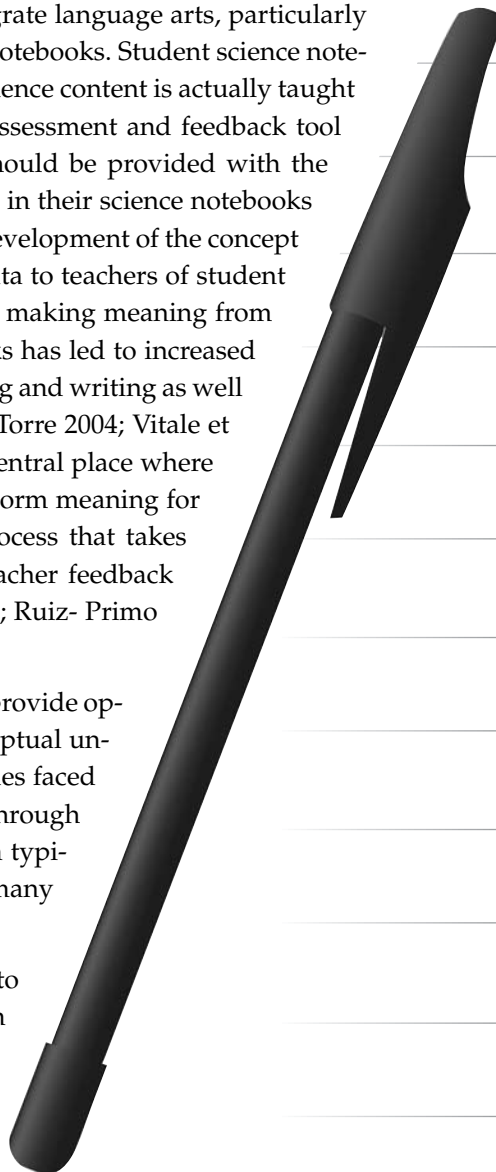 grate language arts, particularly
otebooks. Student science note-
ience content is actually taught
ssessment and feedback tool
hould be provided with the
in their science notebooks
evelopment of the concept
ta to teachers of student
making meaning from
s has led to increased
g and writing as well
Torre 2004; Vitale et
entral place where
orm meaning for
ocess that takes
acher feedback
; Ruiz- Primo
provide op-
ptual un-
es faced
hrough
typi-
many
to